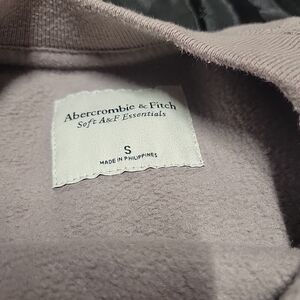 Abercrombie & Fitch
Soft A&F Essentials
S
MADE IN PHILIPPINES